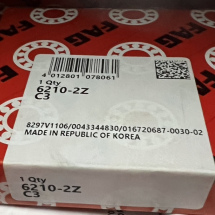 FAG
4 012801 078061
1 Qty
6210-2Z
C3
8297V1106/0043344830/016720687-0030-02
MADE IN REPUBLIC OF KOREA
1 Qty
6210-2Z
C3